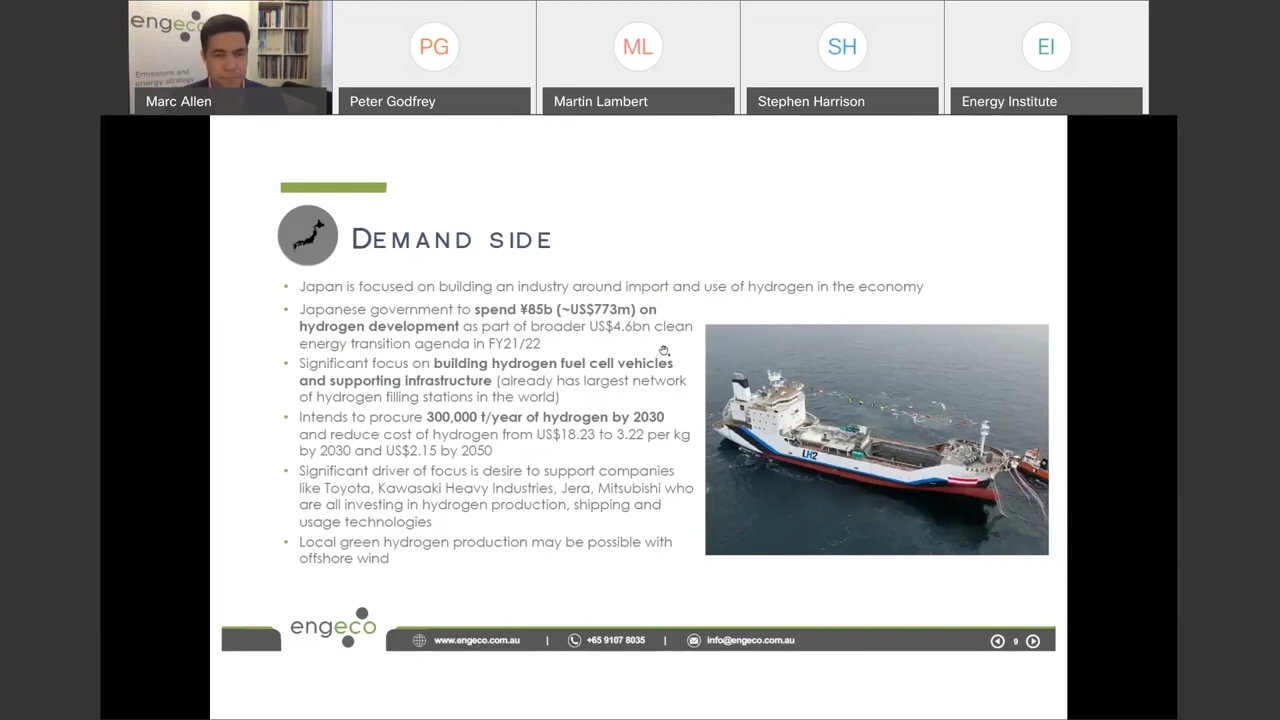 engeco
Emissions and
energy strategy
Marc Allen
PG
Peter Godfrey
ML
Martin Lambert
SH
Stephen Harrison
EI
Energy Institute
DEMAND SIDE
• Japan is focused on building an industry around import and use of hydrogen in the economy
• Japanese government to spend ¥85b (~US$773m) on
hydrogen development as part of broader US$4.6bn clean
energy transition agenda in FY21/22
• Significant focus on building hydrogen fuel cell vehicles
and supporting infrastructure (already has largest network
of hydrogen filling stations in the world)
• Intends to procure 300,000 t/year of hydrogen by 2030
and reduce cost of hydrogen from US$18.23 to 3.22 per kg
by 2030 and US$2.15 by 2050
• Significant driver of focus is desire to support companies
like Toyota, Kawasaki Heavy Industries, Jera, Mitsubishi who
are all investing in hydrogen production, shipping and
usage technologies
• Local green hydrogen production may be possible with
offshore wind
LH2
engeco
www.engeco.com.au | +65 9107 8035 | info@engeco.com.au
9